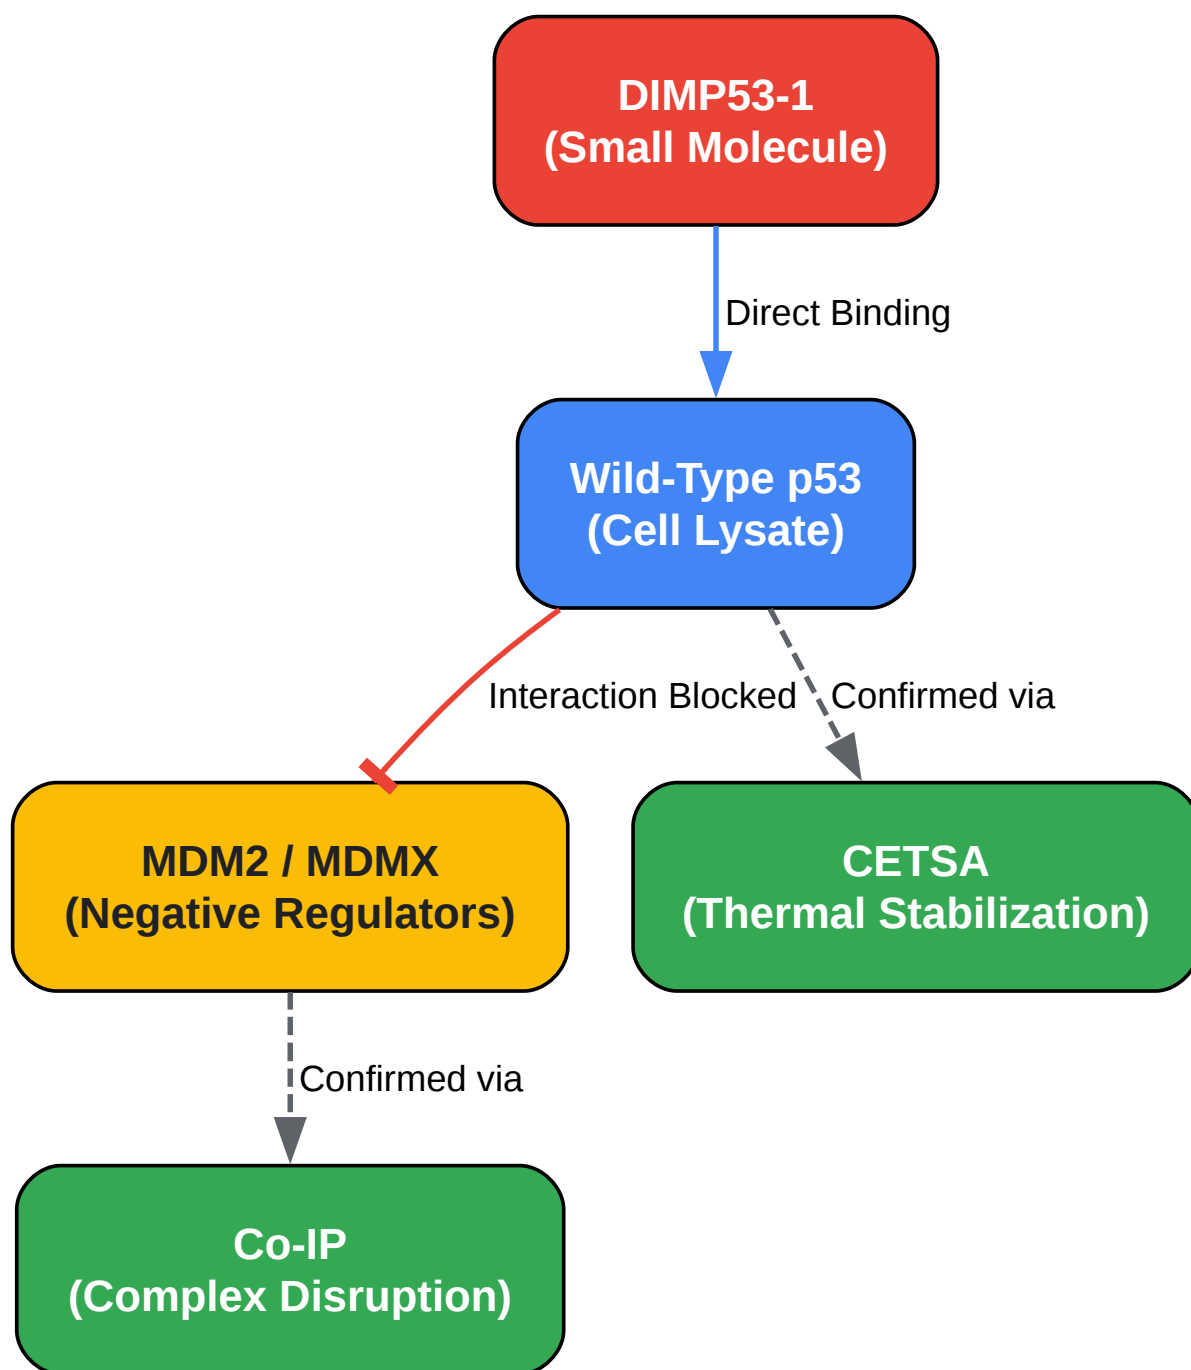 DIMP53-1
(Small Molecule)
Direct Binding
Wild-Type p53
(Cell Lysate)
Interaction Blocked
Confirmed via
MDM2 / MDMX
(Negative Regulators)
CETSA
(Thermal Stabilization)
Confirmed via
Co-IP
(Complex Disruption)